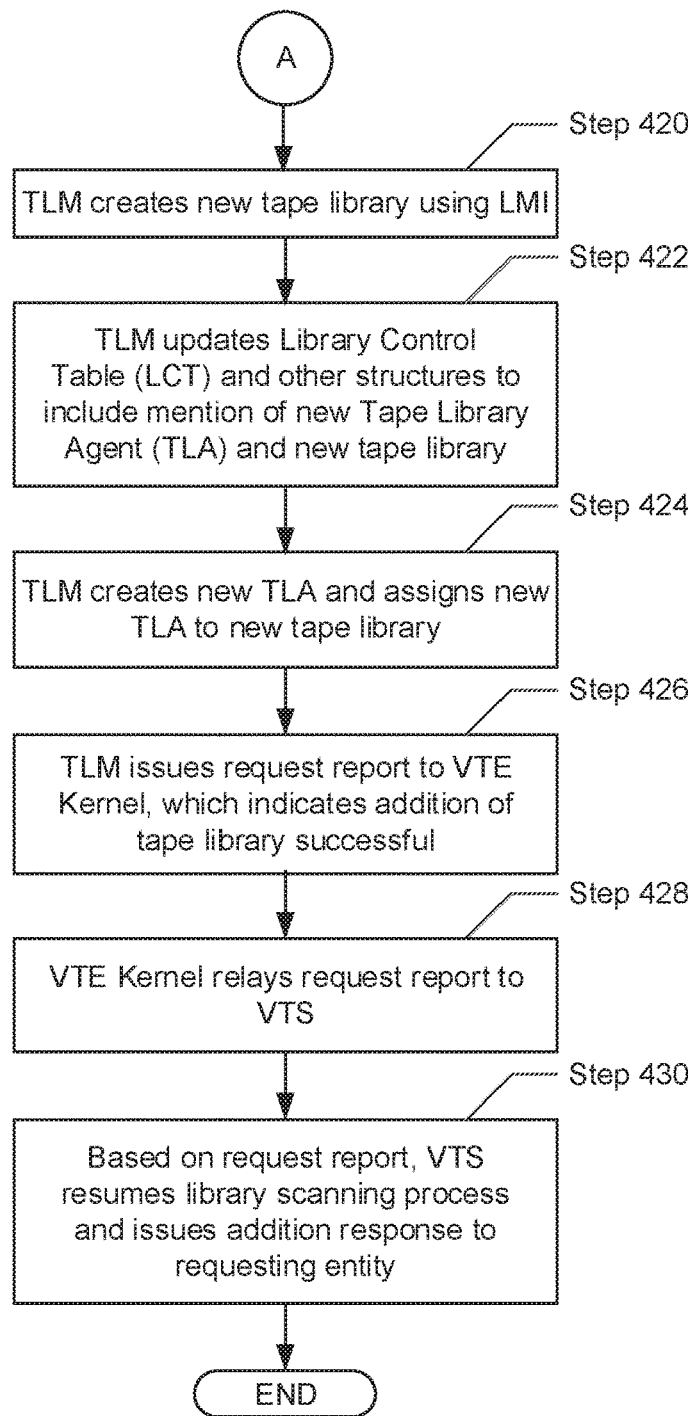 A
Step 420
TLM creates new tape library using LMI
Step 422
TLM updates Library Control
Table (LCT) and other structures to
include mention of new Tape Library
Agent (TLA) and new tape library
Step 424
TLM creates new TLA and assigns new
TLA to new tape library
Step 426
TLM issues request report to VTE
Kernel, which indicates addition of
tape library successful
Step 428
VTE Kernel relays request report to
VTS
Step 430
Based on request report, VTS
resumes library scanning process
and issues addition response to
requesting entity
END